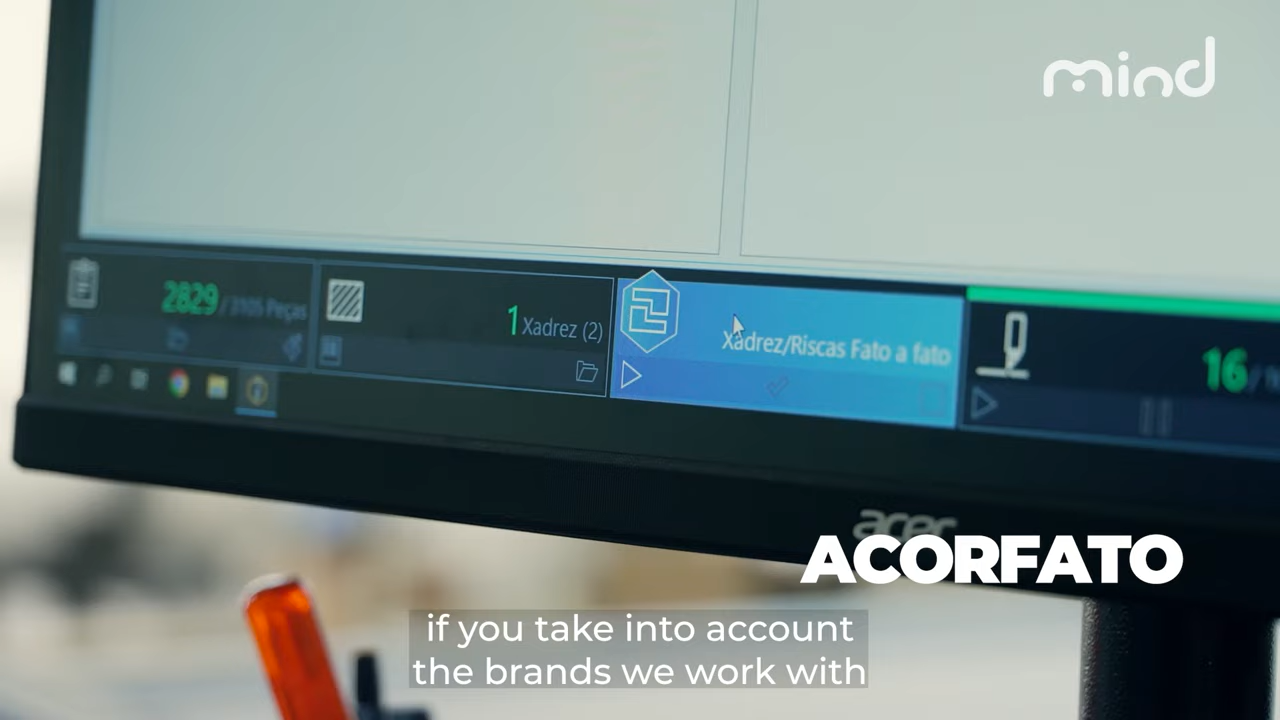 mind
2829 / 3105 Peças
1 Xadrez (2)
Xadrez/Riscas Fato a fato
16
acer
ACORFATO
if you take into account
the brands we work with